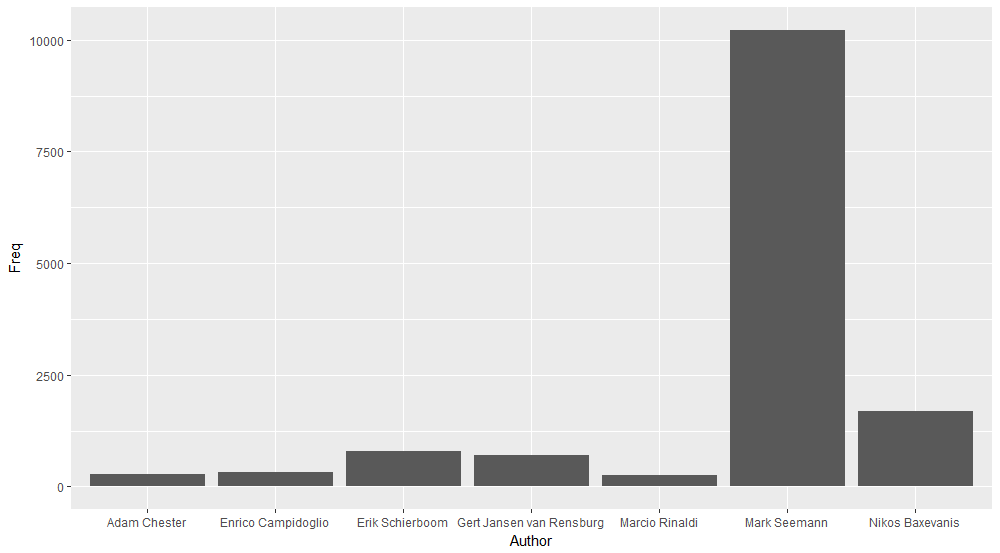 10000
7500
5000
2500
0
Freq
Adam Chester
Enrico Campidoglio
Erik Schierboom
Gert Jansen van Rensburg
Marcio Rinaldi
Mark Seemann
Nikos Baxevanis
Author